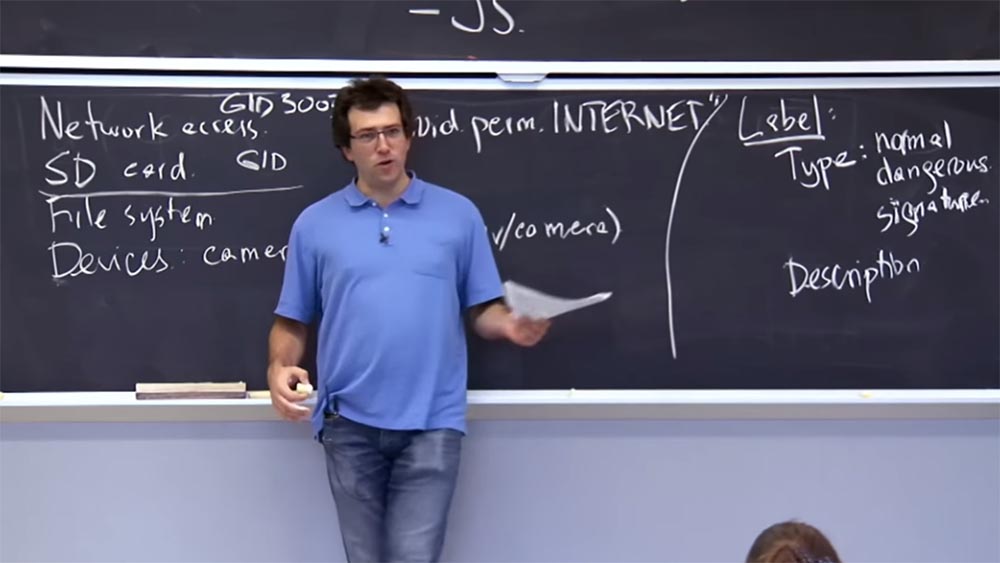 - JS.
Network access. GID 3003
SD card. GID
File system
Devices: camer
oid. perm. INTERNET"
v/camera)
Label:
Type: normal
dangerous.
signature.
Description